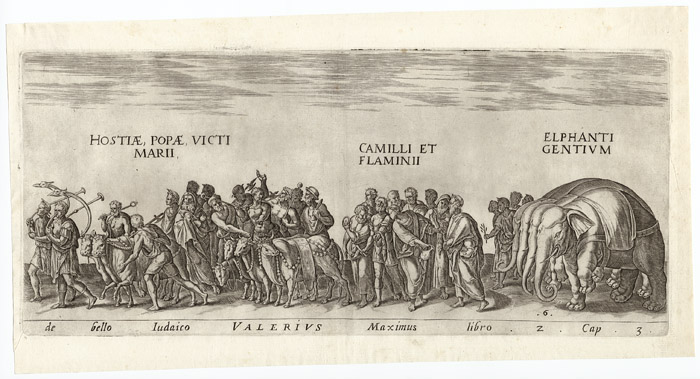 HOSTIÆ, POPÆ, VICTI
MARII,
CAMILLI ET
FLAMINII
ELPHANTI
GENTIVM
.6.
de bello Iudaico VALERIVS Maximus libro . 2 . Cap . 3 .